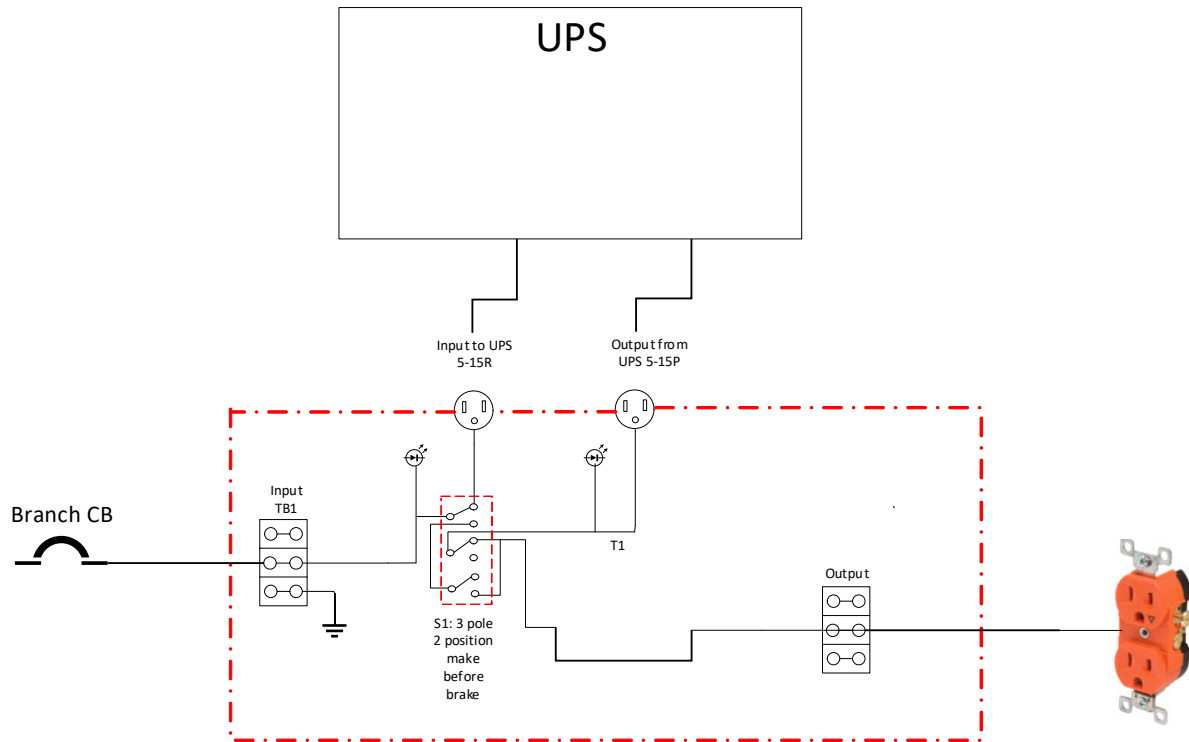 UPS
Input to UPS
5-15R
Output from
UPS 5-15P
Input
TB1
Branch CB
T1
Output
S1: 3 pole
2 position
make
before
brake